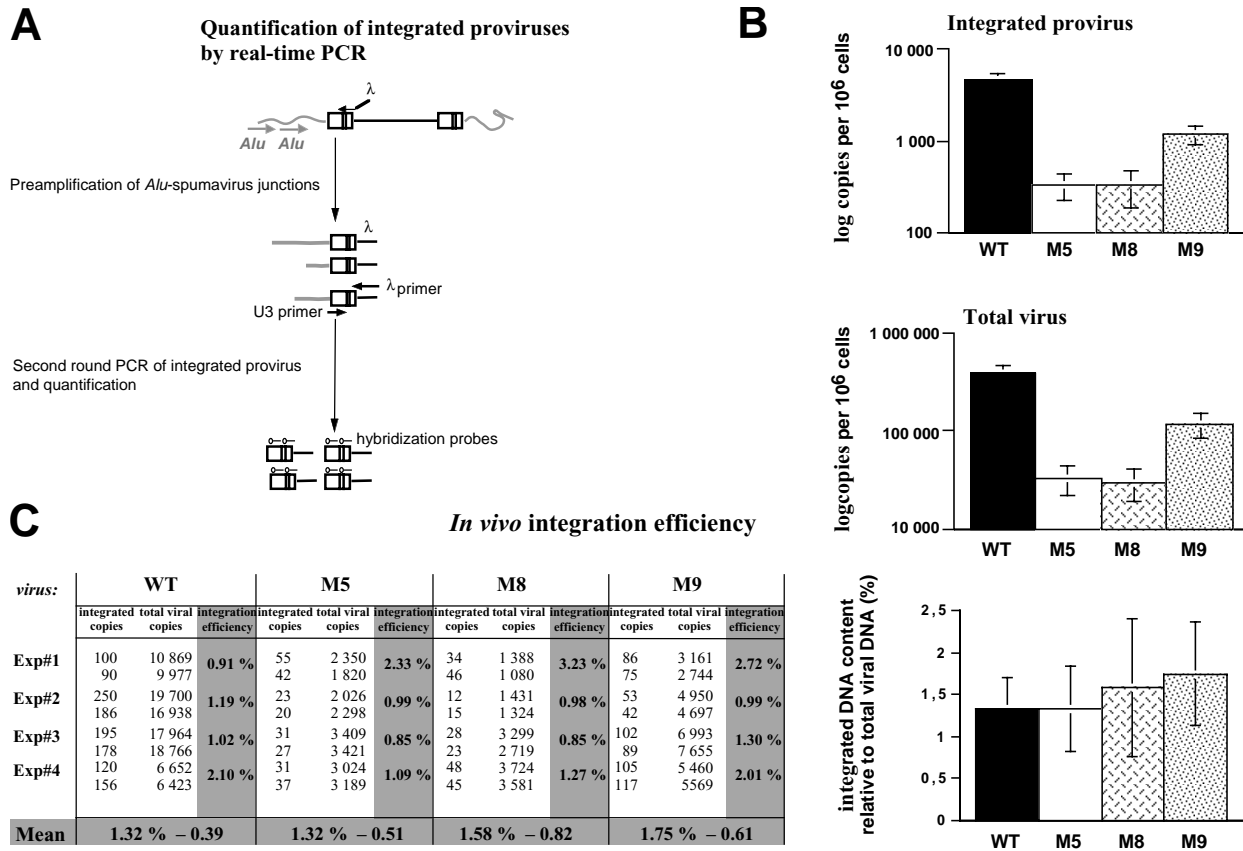 A
Quantification of integrated proviruses
by real-time PCR
λ
Alu Alu
Preamplification of Alu-spumavirus junctions
λ
λ primer
U3 primer
Second round PCR of integrated provirus
and quantification
hybridization probes
B
Integrated provirus
log copies per 10⁶ cells
10 000
1 000
100
WT M5 M8 M9
Total virus
logcopies per 10⁶ cells
1 000 000
100 000
10 000
WT M5 M8 M9
integrated DNA content
relative to total viral DNA (%)
2,5
2
1,5
1
0,5
0
WT M5 M8 M9
C
In vivo integration efficiency
virus: WT M5 M8 M9
integrated total viral integration integrated total viral integration integrated total viral integration integrated total viral integration
copies copies efficiency copies copies efficiency copies copies efficiency copies copies efficiency
Exp#1 100 10 869 0.91 % 55 2 350 2.33 % 34 1 388 3.23 % 86 3 161 2.72 %
90 9 977 42 1 820 46 1 080 75 2 744
Exp#2 250 19 700 1.19 % 23 2 026 0.99 % 12 1 431 0.98 % 53 4 950 0.99 %
186 16 938 20 2 298 15 1 324 42 4 697
Exp#3 195 17 964 1.02 % 31 3 409 0.85 % 28 3 299 0.85 % 102 6 993 1.30 %
178 18 766 27 3 421 23 2 719 89 7 655
Exp#4 120 6 652 2.10 % 31 3 024 1.09 % 48 3 724 1.27 % 105 5 460 2.01 %
156 6 423 37 3 189 45 3 581 117 5569
Mean 1.32 % – 0.39 1.32 % – 0.51 1.58 % – 0.82 1.75 % – 0.61